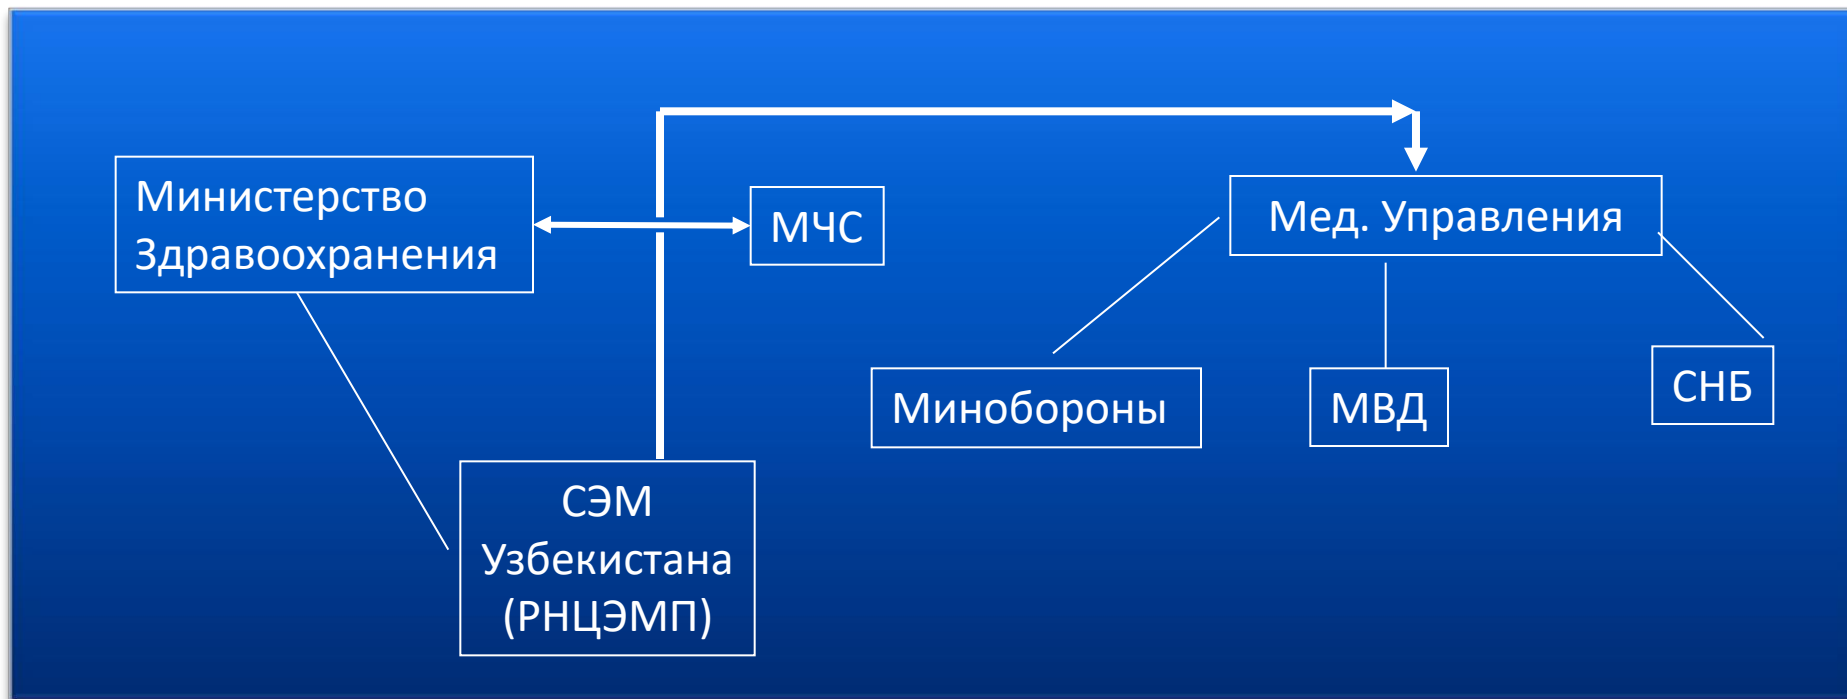 Министерство
Здравоохранения
МЧС
Мед. Управления
Минобороны
МВД
СНБ
СЭМ
Узбекистана
(РНЦЭМП)